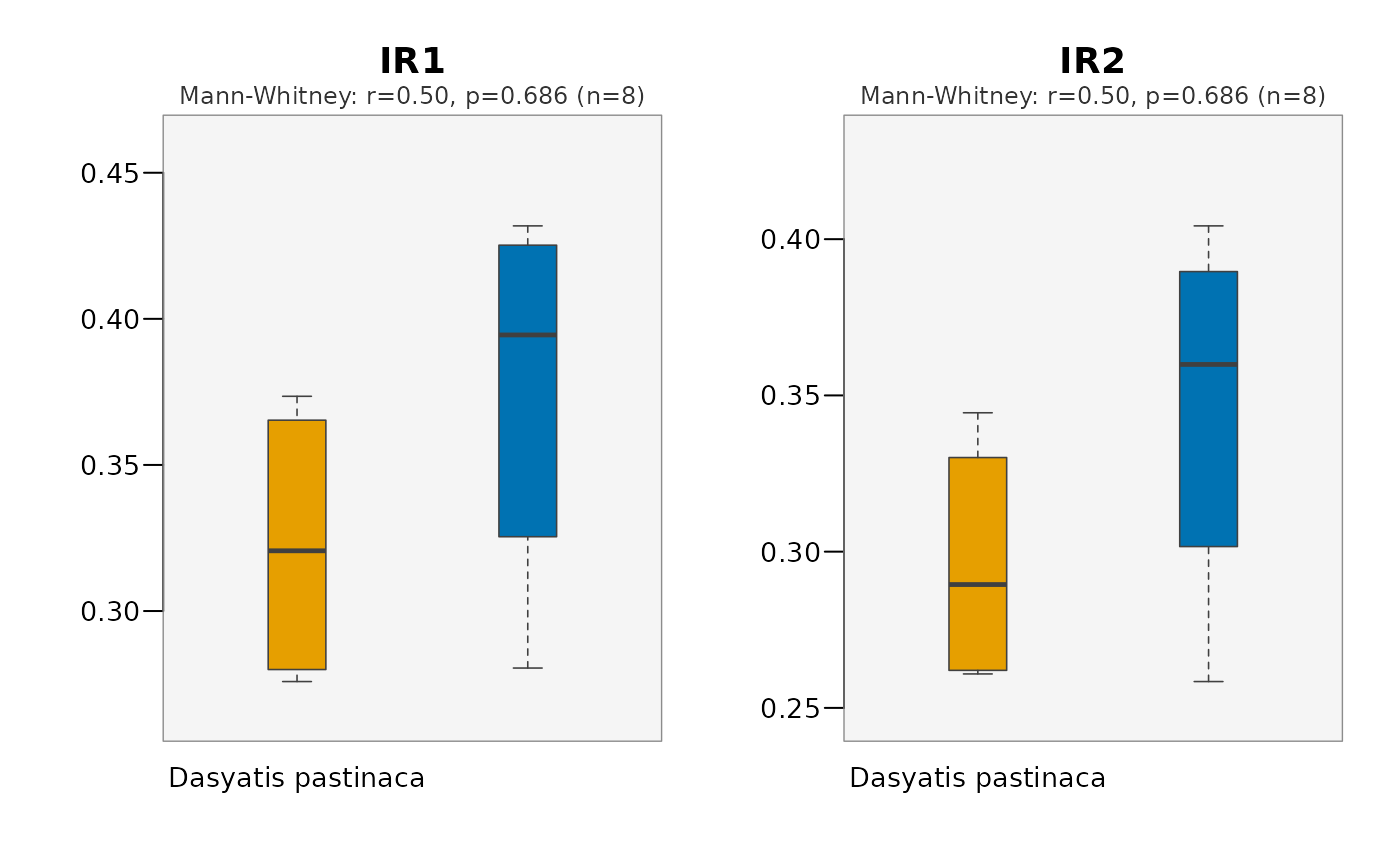 IR1
Mann-Whitney: r=0.50, p=0.686 (n=8)
0.45
0.40
0.35
0.30
Dasyatis pastinaca
IR2
Mann-Whitney: r=0.50, p=0.686 (n=8)
0.40
0.35
0.30
0.25
Dasyatis pastinaca